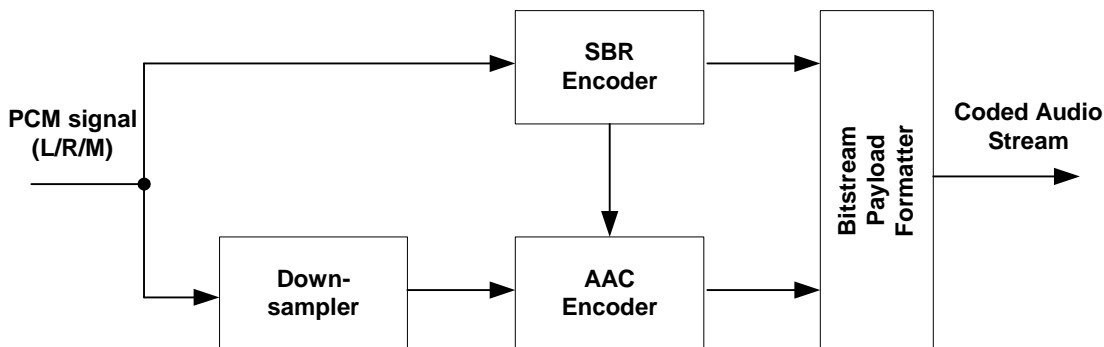 SBR
Encoder
PCM signal
(L/R/M)
Coded Audio
Stream
Bitstream
Payload
Formatter
Down-
sampler
AAC
Encoder